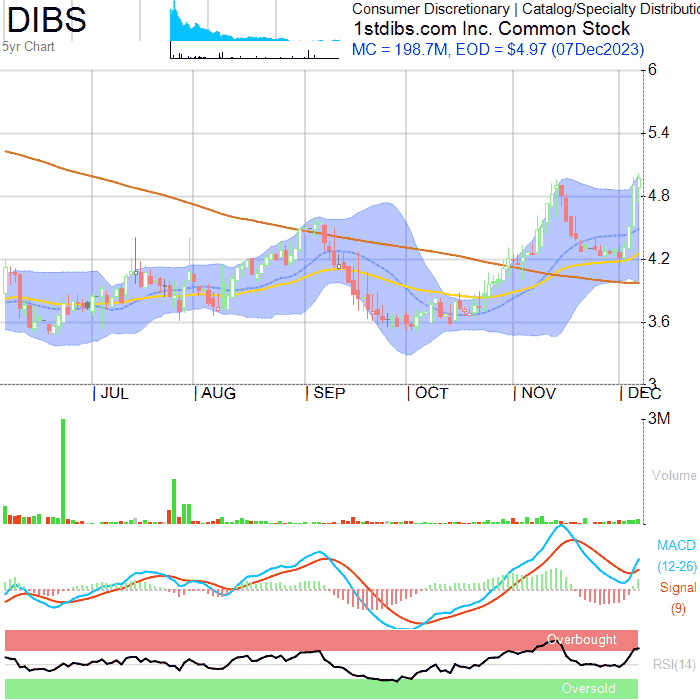 DIBS
5yr Chart
Consumer Discretionary | Catalog/Specialty Distributio
1stdibs.com Inc. Common Stock
MC = 198.7M, EOD = $4.97 (07Dec2023)
6
5.4
4.8
4.2
3.6
3
JUL AUG SEP OCT NOV DEC
3M
Volume
MACD
(12-26)
Signal
(9)
Overbought
RSI(14)
Oversold